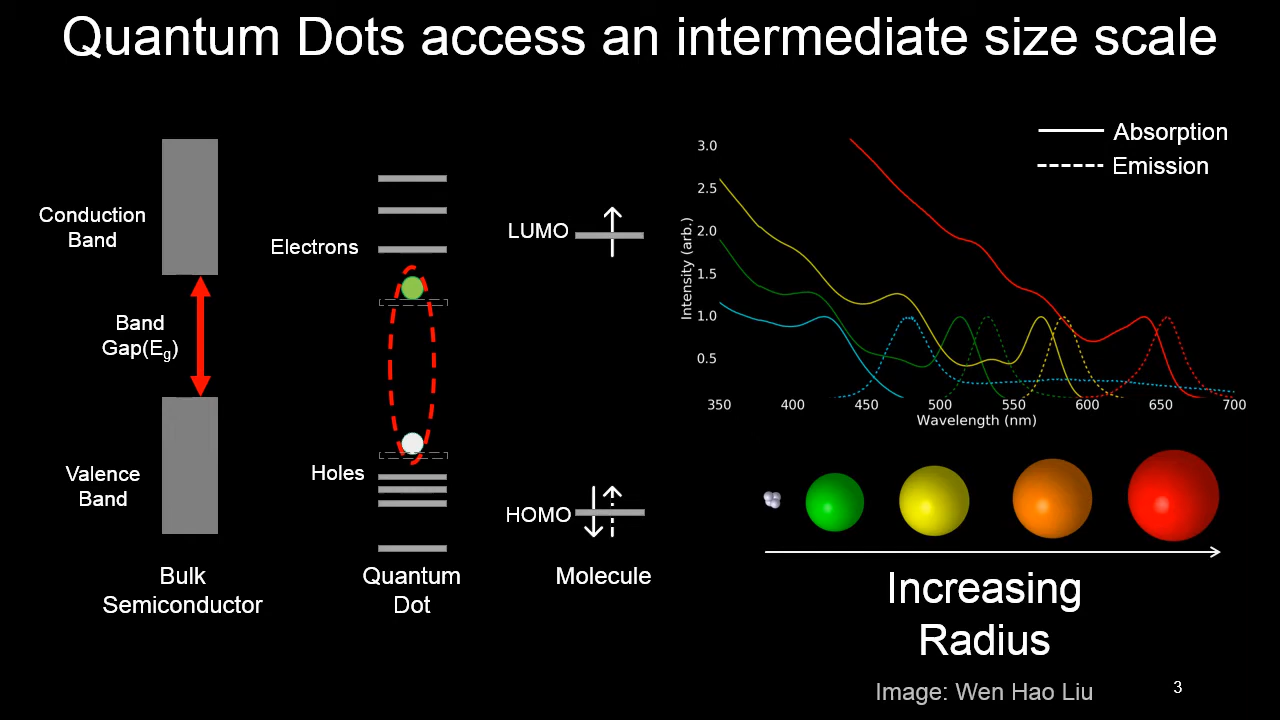 Quantum Dots access an intermediate size scale
Conduction
Band
Band
Gap(Eg)
Valence
Band
Bulk
Semiconductor
Electrons
Holes
Quantum
Dot
LUMO
HOMO
Molecule
Absorption
Emission
Intensity (arb.)
3.0
2.5
2.0
1.5
1.0
0.5
350 400 450 500 550 600 650 700
Wavelength (nm)
Increasing
Radius
Image: Wen Hao Liu
3